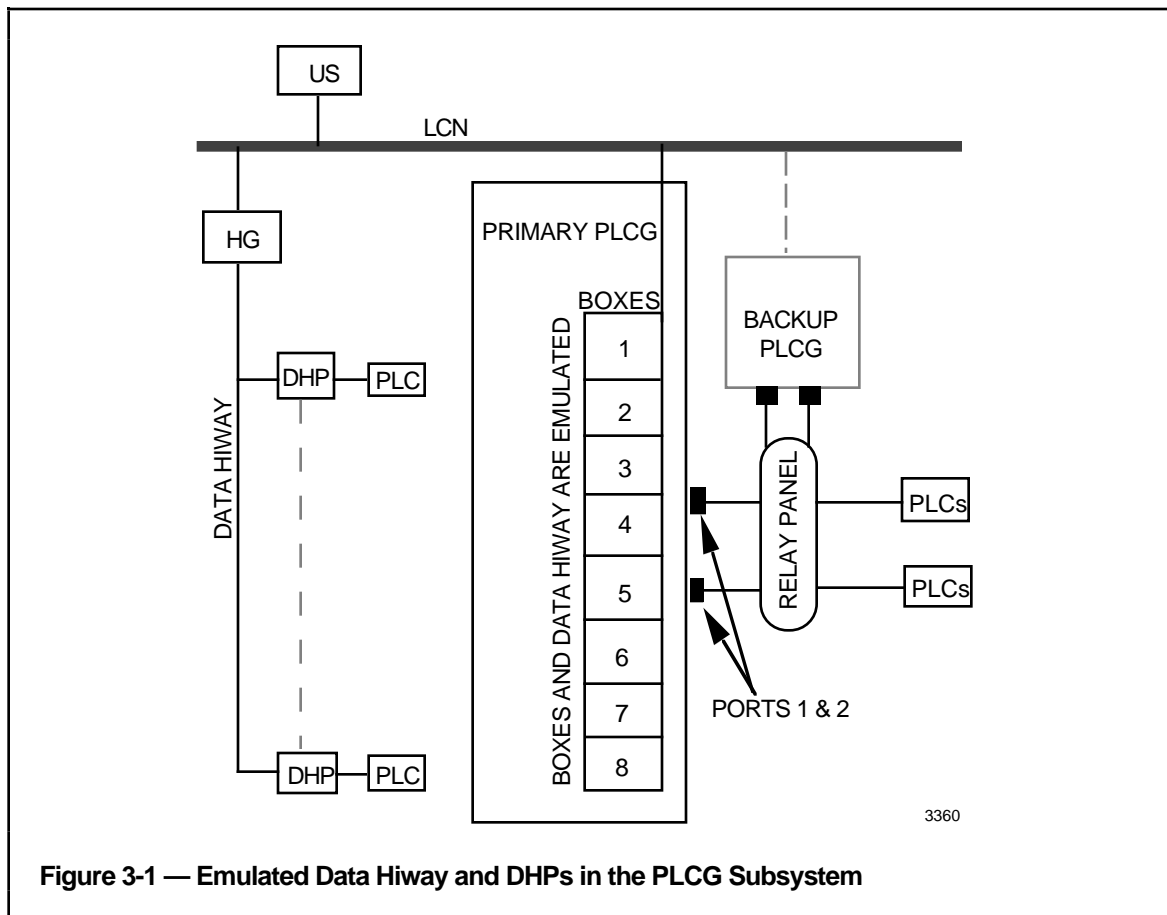 US
LCN
HG
PRIMARY PLCG
BOXES
1
2
3
4
5
6
7
8
BOXES AND DATA HIWAY ARE EMULATED
BACKUP
PLCG
DHP
PLC
DATA HIWAY
RELAY PANEL
PLCs
PLCs
PORTS 1 & 2
DHP
PLC
3360
Figure 3-1 — Emulated Data Hiway and DHPs in the PLCG Subsystem